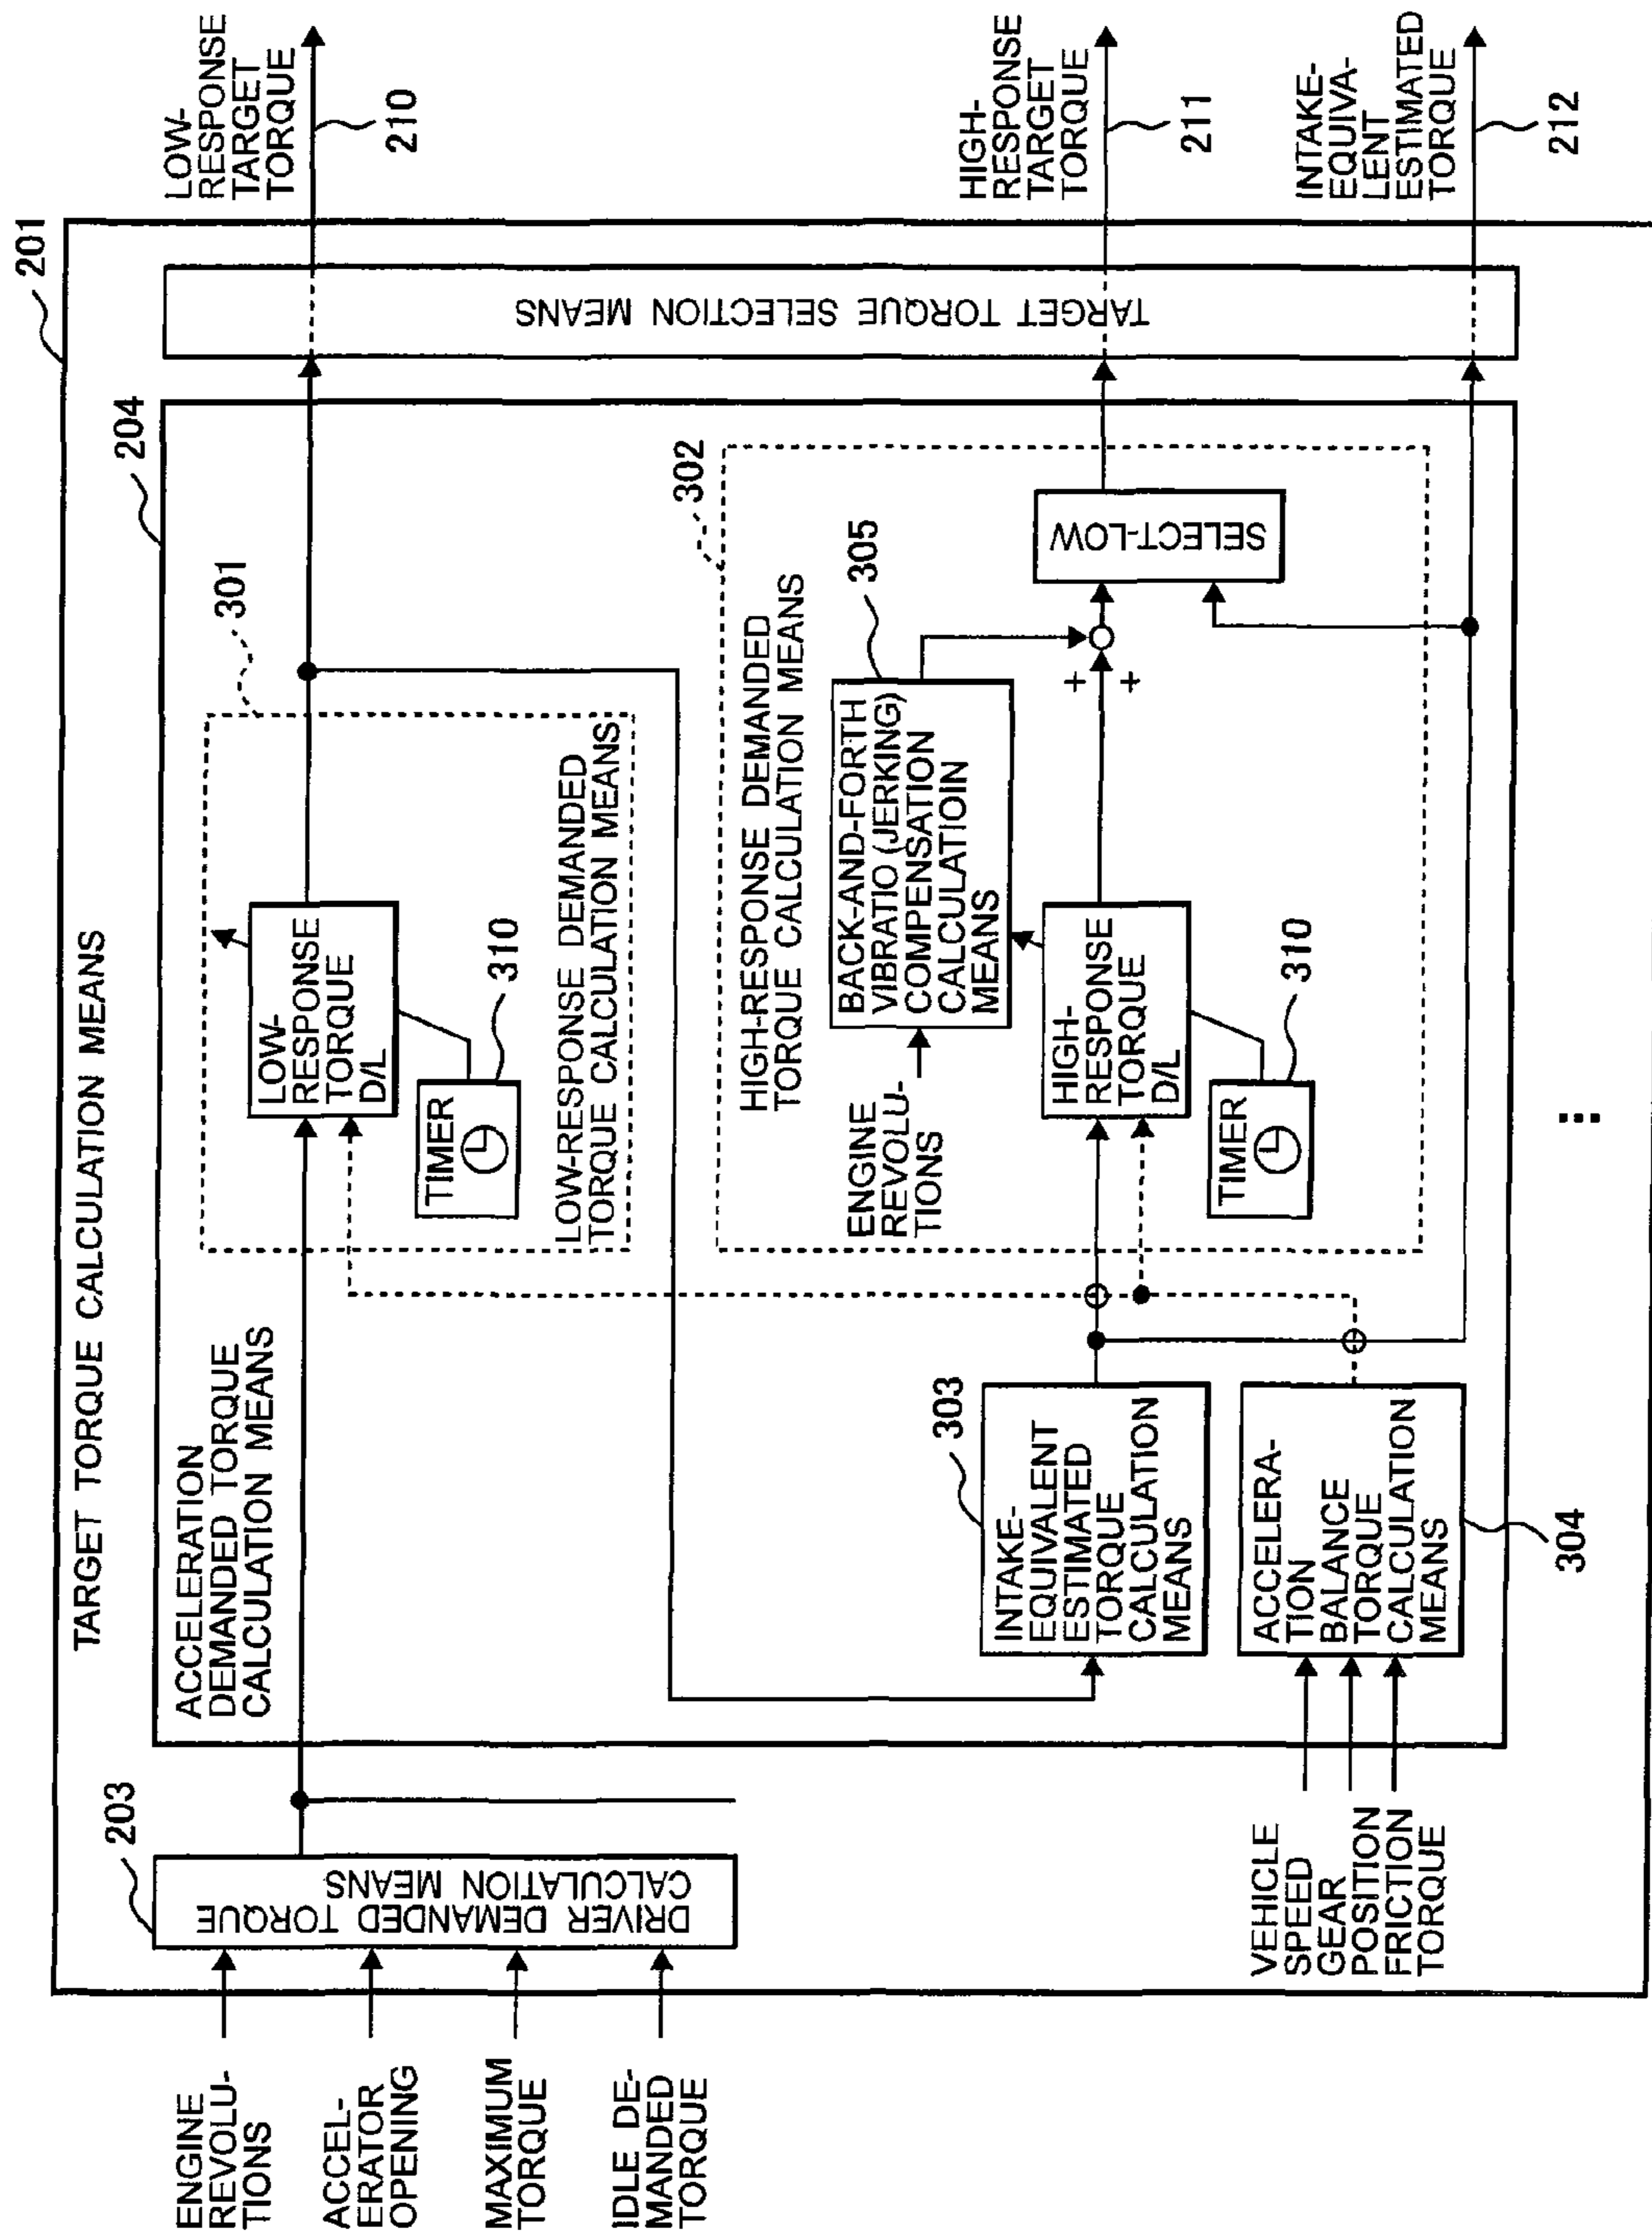 201
TARGET TORQUE CALCULATION MEANS
ENGINE
REVOLU-
TIONS
ACCEL-
ERATOR
OPENING
MAXIMUM
TORQUE
IDLE DE-
MANDED
TORQUE
203
DRIVER DEMANDED TORQUE
CALCULATION MEANS
204
ACCELERATION
DEMANDED TORQUE
CALCULATION MEANS
301
LOW-
RESPONSE
TORQUE
D/L
TIMER
310
LOW-RESPONSE DEMANDED
TORQUE CALCULATION MEANS
302
HIGH-RESPONSE DEMANDED
TORQUE CALCULATION MEANS
305
BACK-AND-FORTH
VIBRATIO (JERKING)
COMPENSATION
CALCULATIOIN
MEANS
ENGINE
REVOLU-
TIONS
HIGH-
RESPONSE
TORQUE
D/L
TIMER
310
+
+
SELECT-LOW
303
INTAKE-
EQUIVALENT
ESTIMATED
TORQUE
CALCULATION
MEANS
ACCELERA-
TION
BALANCE
TORQUE
CALCULATION
MEANS
304
VEHICLE
SPEED
GEAR
POSITION
FRICTION
TORQUE
...
TARGET TORQUE SELECTION MEANS
LOW-
RESPONSE
TARGET
TORQUE
210
HIGH-
RESPONSE
TARGET
TORQUE
211
INTAKE-
EQUIVA-
LENT
ESTIMATED
TORQUE
212